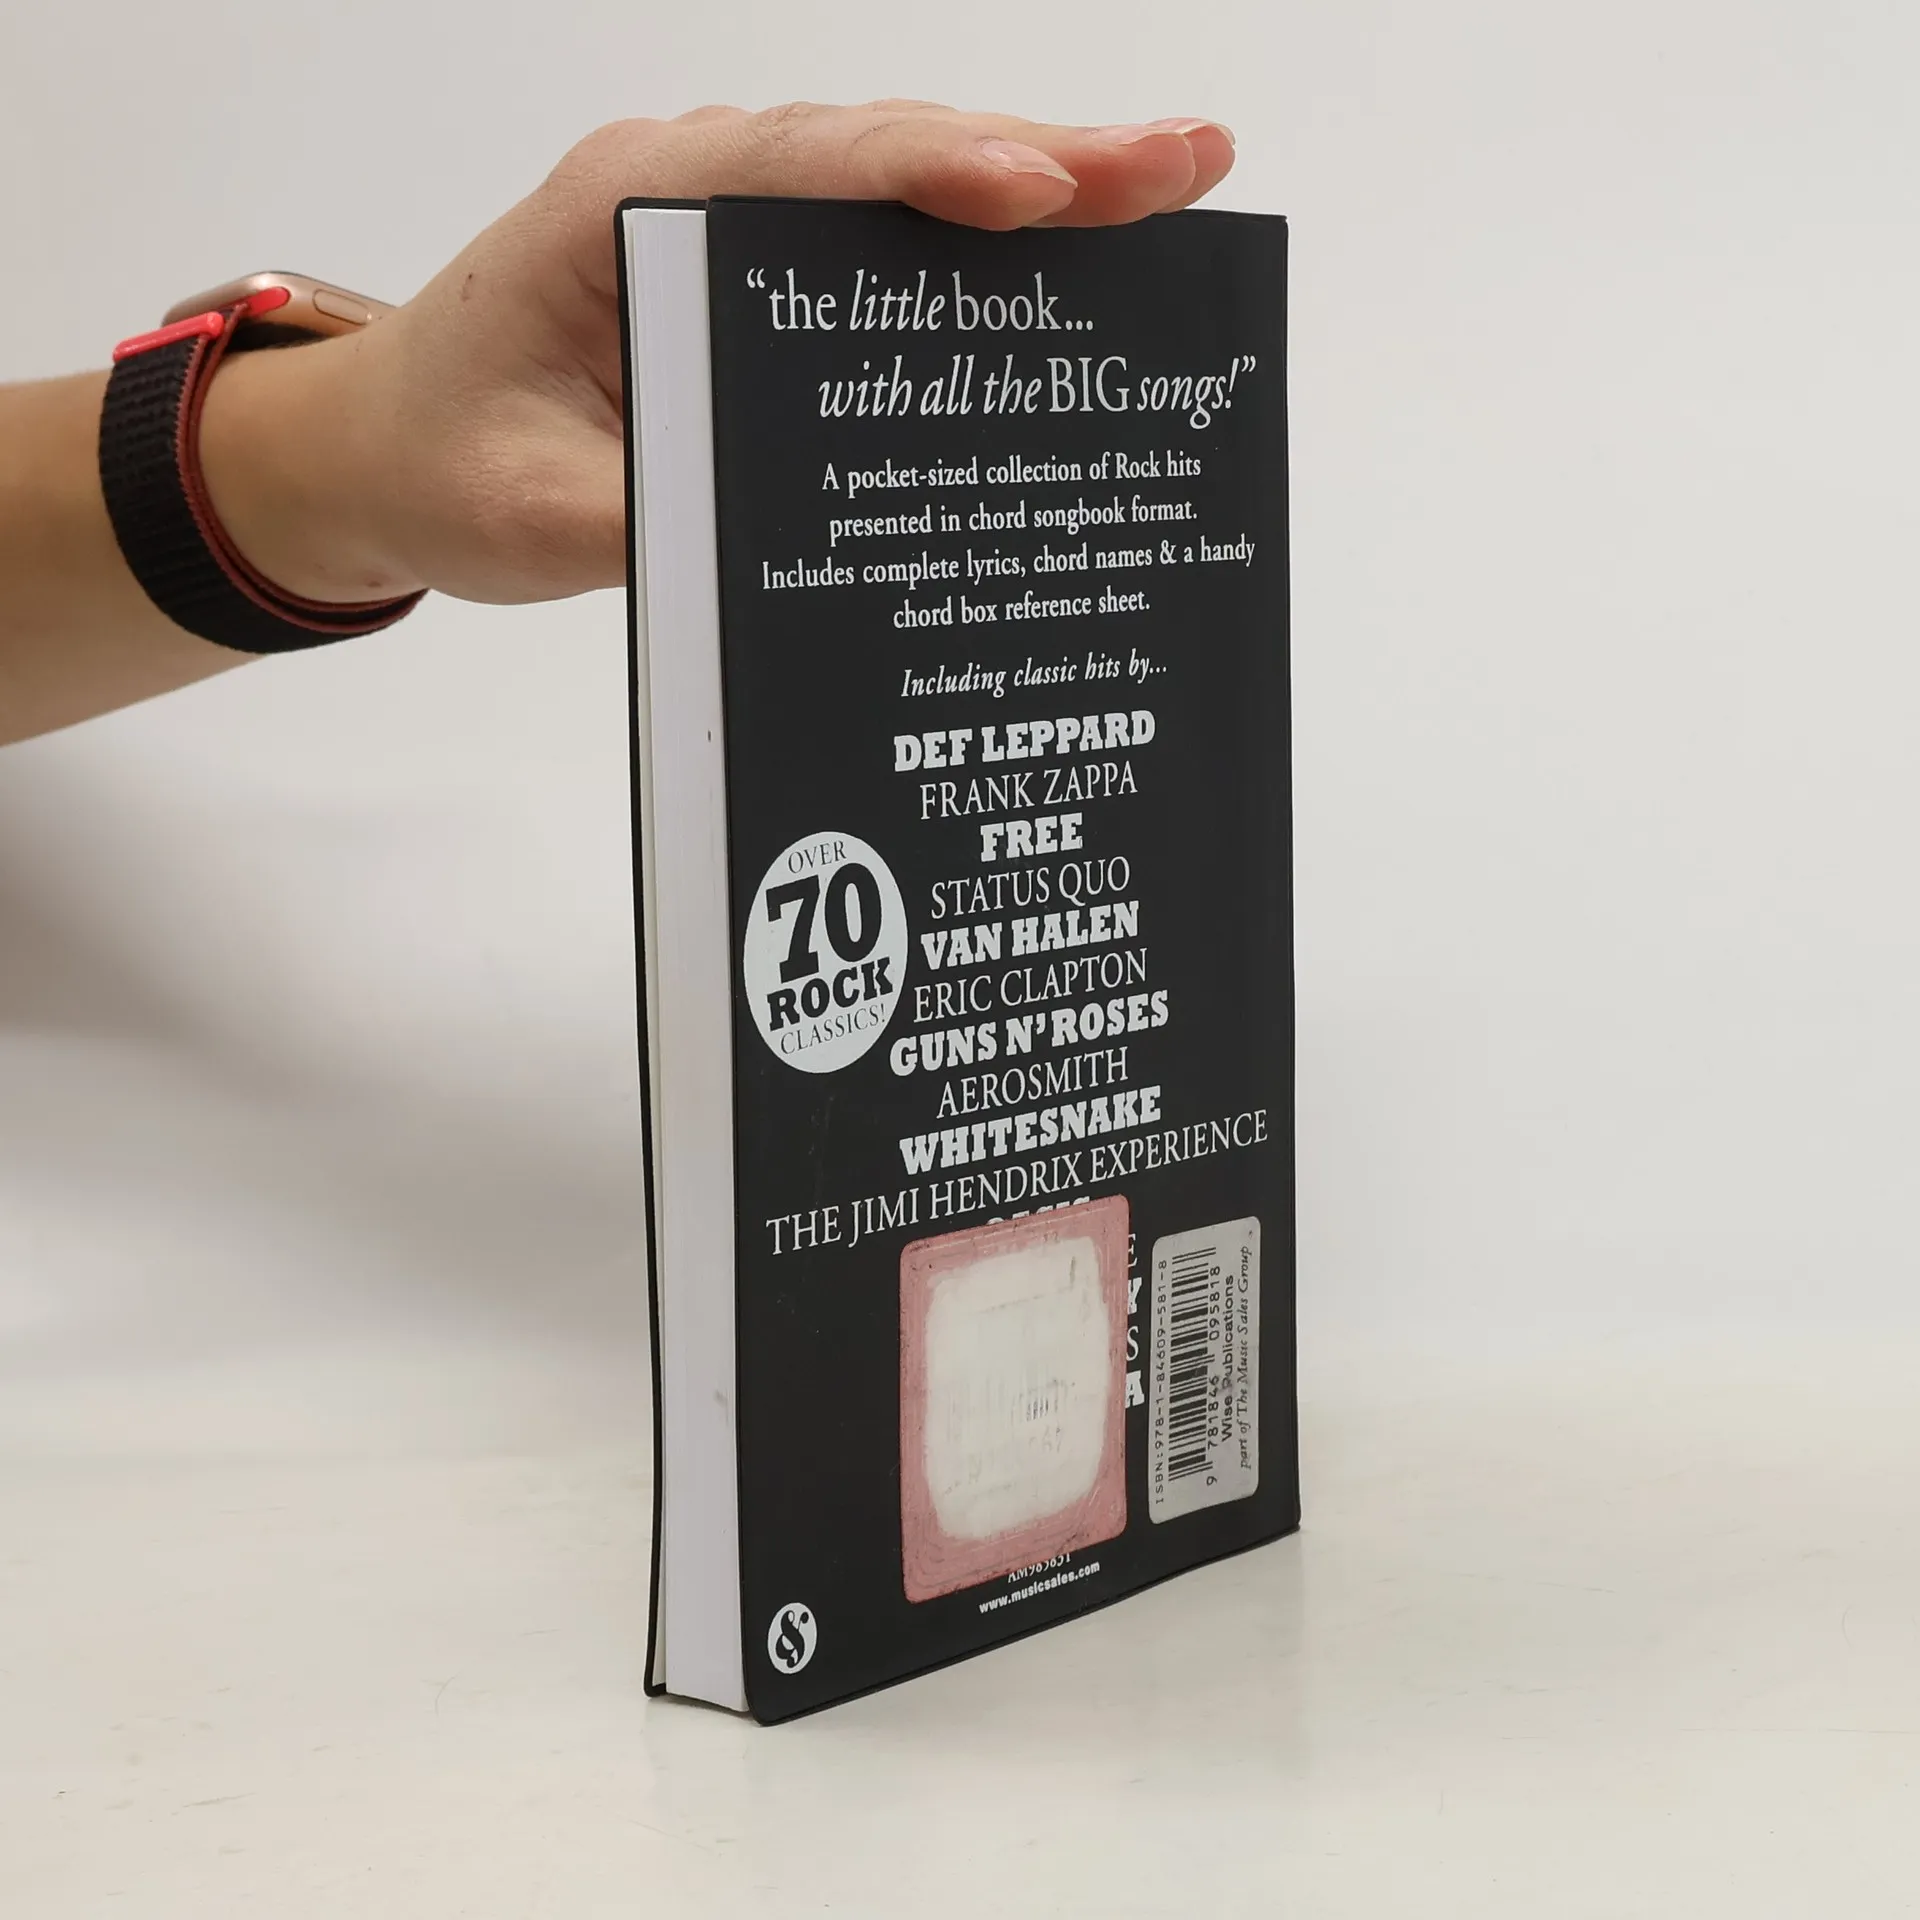 “the little book...
with all the BIG songs!”
A pocket-sized collection of Rock hits
presented in chord songbook format.
Includes complete lyrics, chord names & a handy
chord box reference sheet.
Including classic hits by...
DEF LEPPARD
FRANK ZAPPA
FREE
STATUS QUO
VAN HALEN
ERIC CLAPTON
GUNS N’ ROSES
AEROSMITH
WHITESNAKE
THE JIMI HENDRIX EXPERIENCE
OVER
70
ROCK
CLASSICS!
E
Y
S
A
ISBN:978-1-84609-581-8
9 781846 095818
Wise Publications
part of The Music Sales Group
www.musicsales.com
&